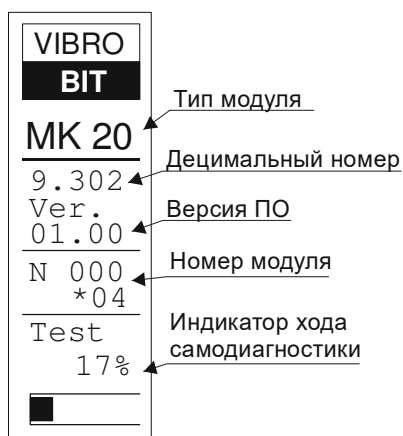 VIBRO
BIT
Тип модуля
MK 20
Децимальный номер
9.302
Ver.
Версия ПО
01.00
Номер модуля
N 000
*04
Индикатор хода
Test
самодиагностики
17%